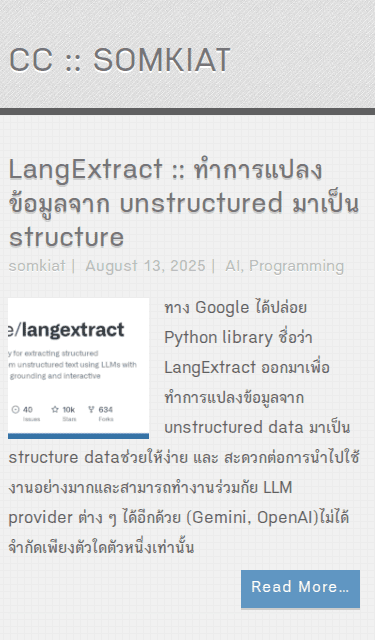 CC :: SOMKIAT
LangExtract :: ทำการแปลง
ข้อมูลจาก unstructured มาเป็น
structure
somkiat | August 13, 2025 | AI, Programming
e/langextract
y for extracting structured
m unstructured text using LLMs with
grounding and interactive
40 Issues 10k Stars 634 Forks
ทาง Google ได้ปล่อย
Python library ชื่อว่า
LangExtract ออกมาเพื่อ
ทำการแปลงข้อมูลจาก
unstructured data มาเป็น
structure dataช่วยให้ง่าย และ สะดวกต่อการนำไปใช้
งานอย่างมากและสามารถทำงานร่วมกัย LLM
provider ต่าง ๆ ได้อีกด้วย (Gemini, OpenAI)ไม่ได้
จำกัดเพียงตัวใดตัวหนึ่งเท่านั้น
Read More...